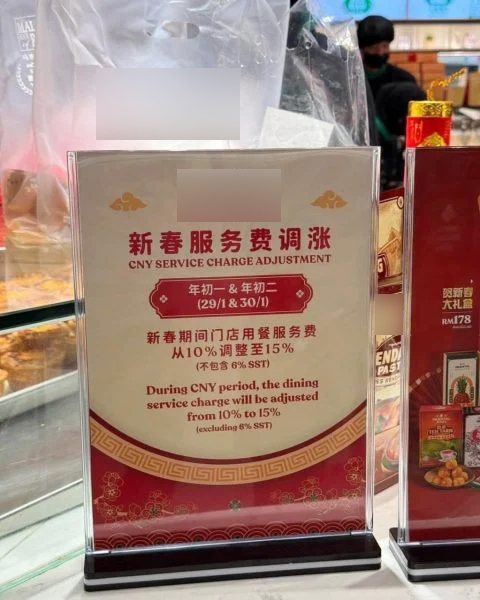 新春服务费调涨
CNY SERVICE CHARGE ADJUSTMENT
年初一 & 年初二
(29/1 & 30/1)
新春期间门店用餐服务费
从10%调整至15%
(不包含 6% SST)
During CNY period, the dining
service charge will be adjusted
from 10% to 15%
(excluding 6% SST)
贺新春
大礼盒
RM178